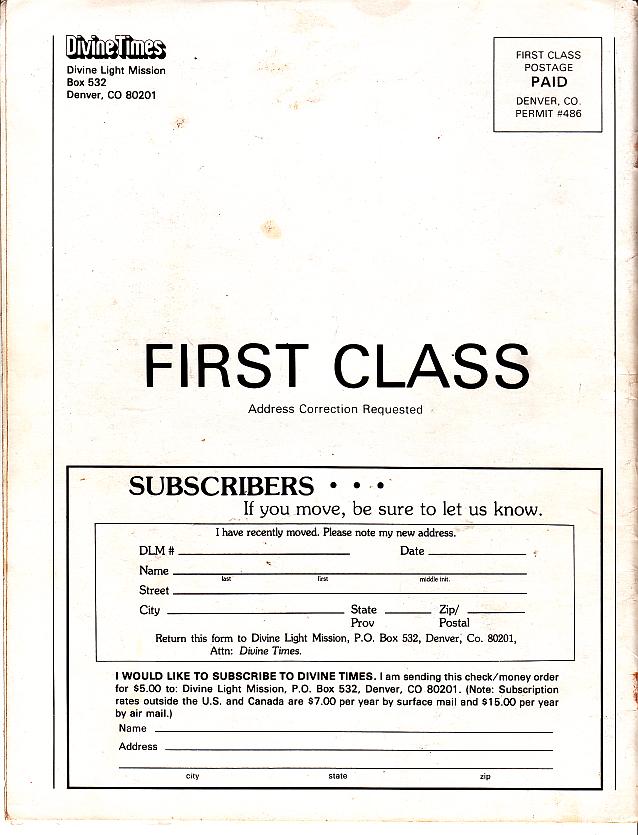 Divine Times
Divine Light Mission
Box 532
Denver, CO 80201
FIRST CLASS
POSTAGE
PAID
DENVER, CO.
PERMIT #486
FIRST CLASS
Address Correction Requested
SUBSCRIBERS • • •
If you move, be sure to let us know.
I have recently moved. Please note my new address.
DLM # Date
Name
last first middle init.
Street
City State Zip/
Prov Postal
Return this form to Divine Light Mission, P.O. Box 532, Denver, Co. 80201,
Attn: Divine Times.
I WOULD LIKE TO SUBSCRIBE TO DIVINE TIMES. I am sending this check/money order
for $5.00 to: Divine Light Mission, P.O. Box 532, Denver, CO 80201. (Note: Subscription
rates outside the U.S. and Canada are $7.00 per year by surface mail and $15.00 per year
by air mail.)
Name
Address
city state zip